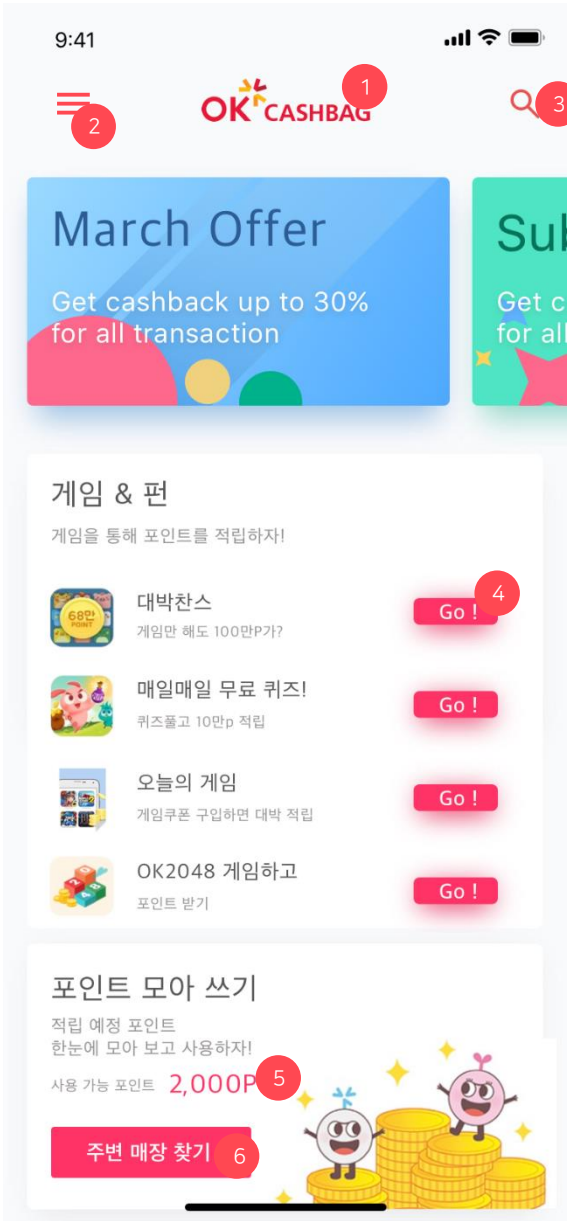 9:41
OK CASHBAG
1
2
3
March Offer
Get cashback up to 30%
for all transaction
Sub
Get c
for all
게임 & 펀
게임을 통해 포인트를 적립하자!
68만
POINT
대박찬스
게임만 해도 100만P가?
Go !
4
매일매일 무료 퀴즈!
퀴즈풀고 10만p 적립
Go !
오늘의 게임
게임쿠폰 구입하면 대박 적립
Go !
OK2048 게임하고
포인트 받기
Go !
포인트 모아 쓰기
적립 예정 포인트
한눈에 모아 보고 사용하자!
사용 가능 포인트 2,000P
5
주변 매장 찾기
6